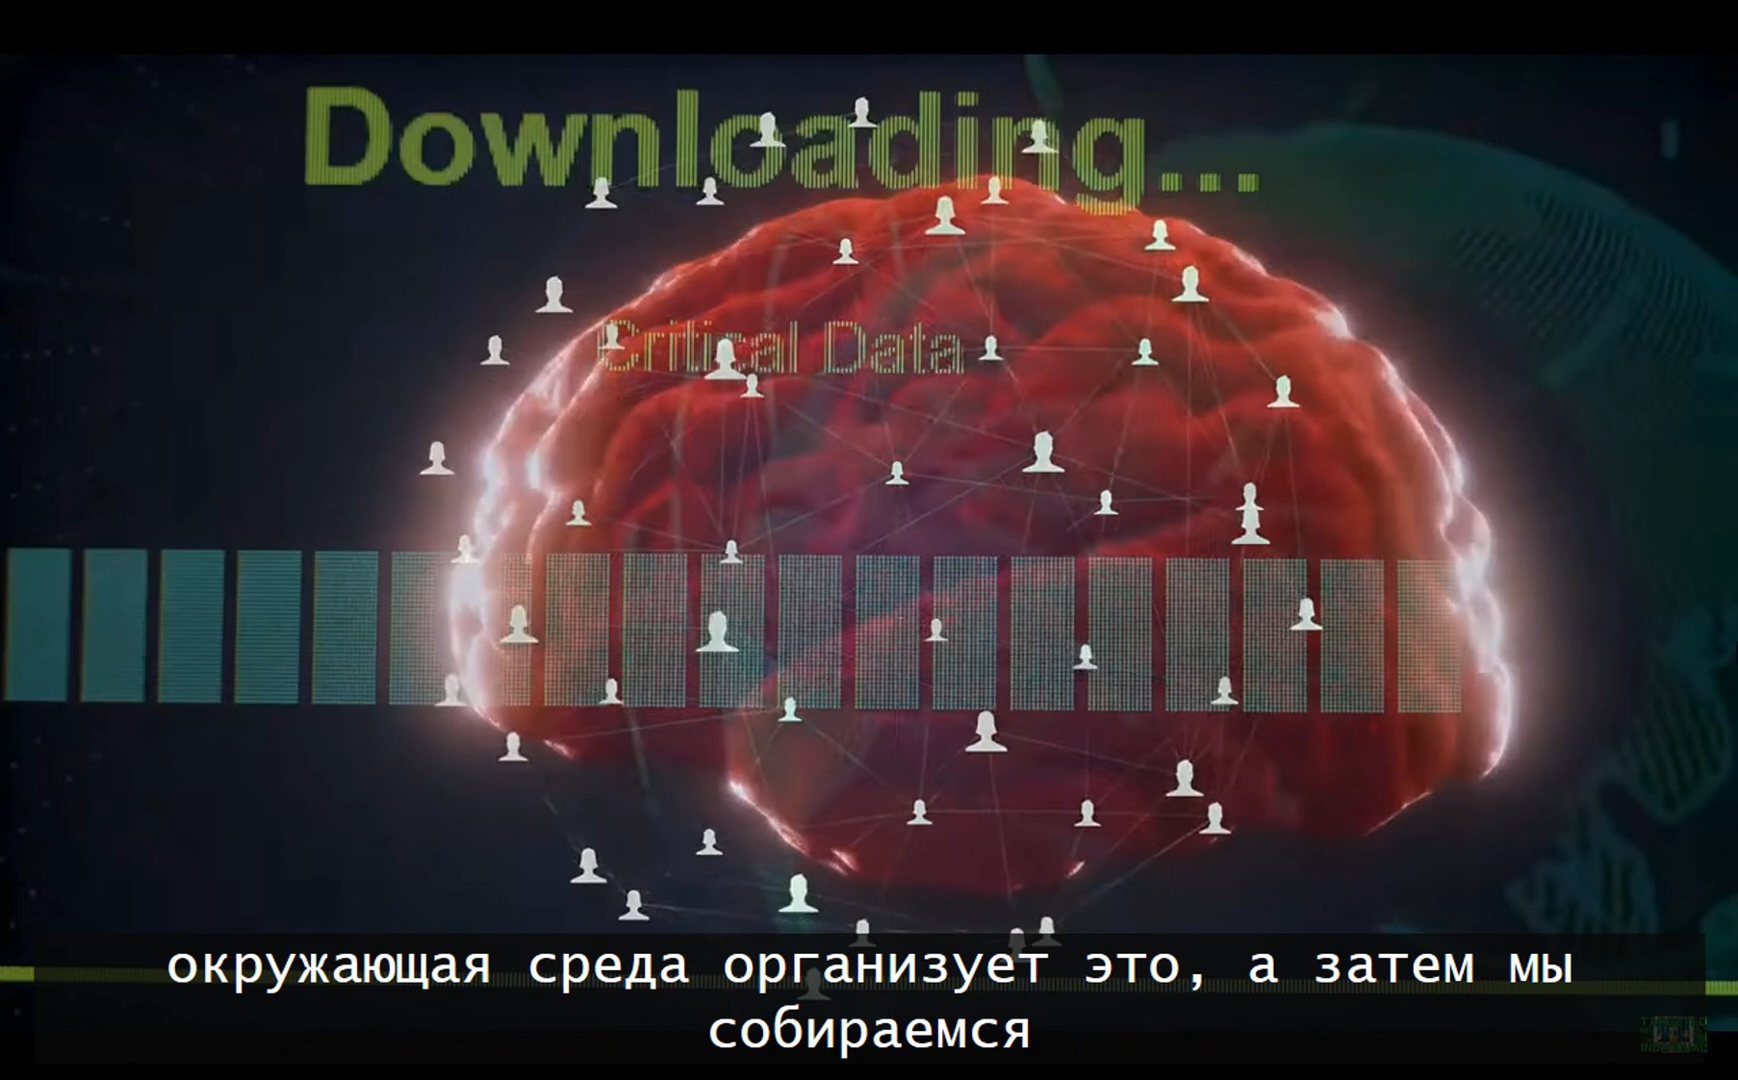 Downloading...
Critical Data
окружающая среда организует это, а затем мы
собираемся